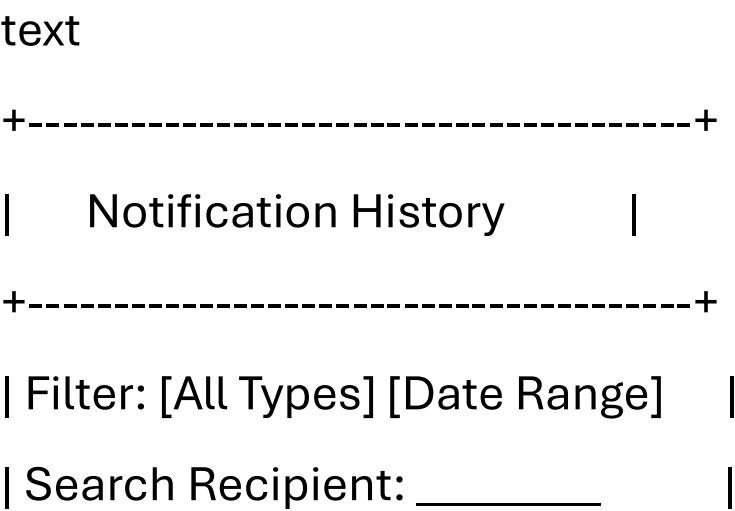 text
+---------------------------------------+
|      Notification History          |
+---------------------------------------+
| Filter: [All Types] [Date Range]      |
| Search Recipient: ________          |